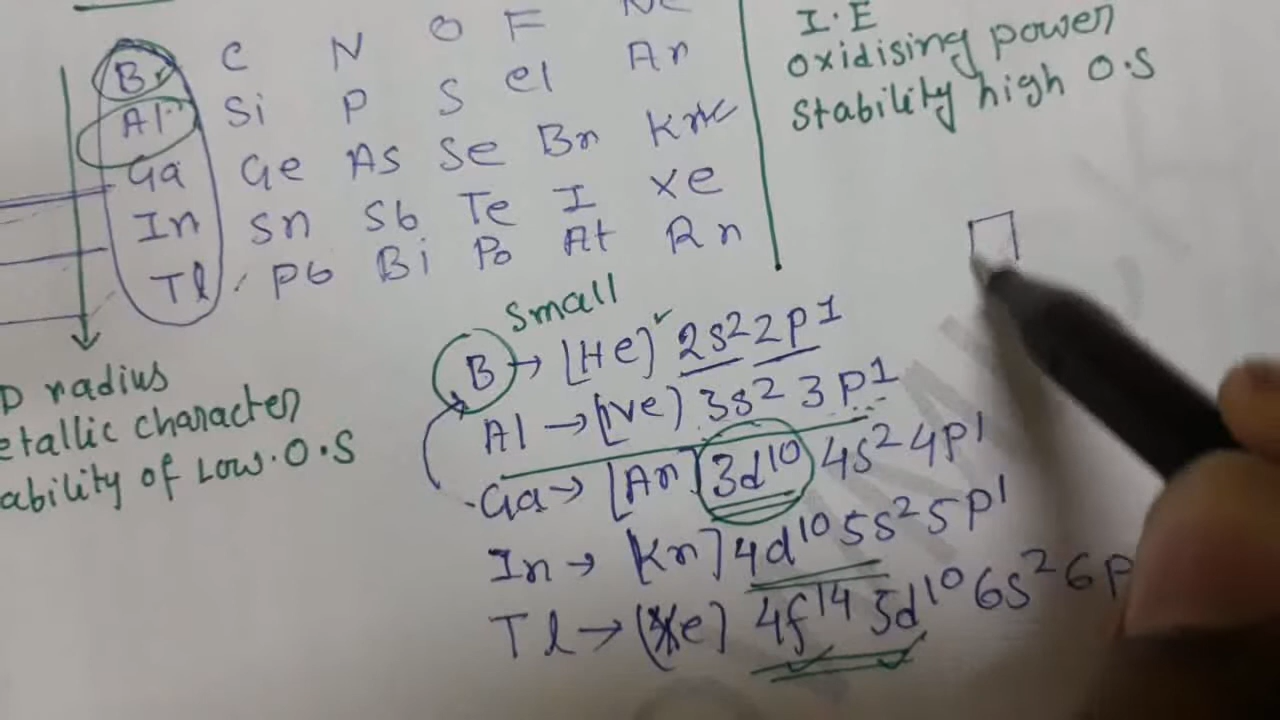 C N O F Ne
B Si P S Cl Ar
Al
Ga Ge As Se Br Kr
In Sn Sb Te I Xe
Tl Pb Bi Po At Rn
I.E
oxidising power
Stability high O.S
radius
etallic character
ability of Low.O.S
Small
B → [He] 2s² 2p¹
Al → [Ne] 3s² 3p¹
Ga → [Ar] 3d¹⁰ 4s² 4p¹
In → [Kr] 4d¹⁰ 5s² 5p¹
Tl → [Xe] 4f¹⁴ 5d¹⁰ 6s² 6p